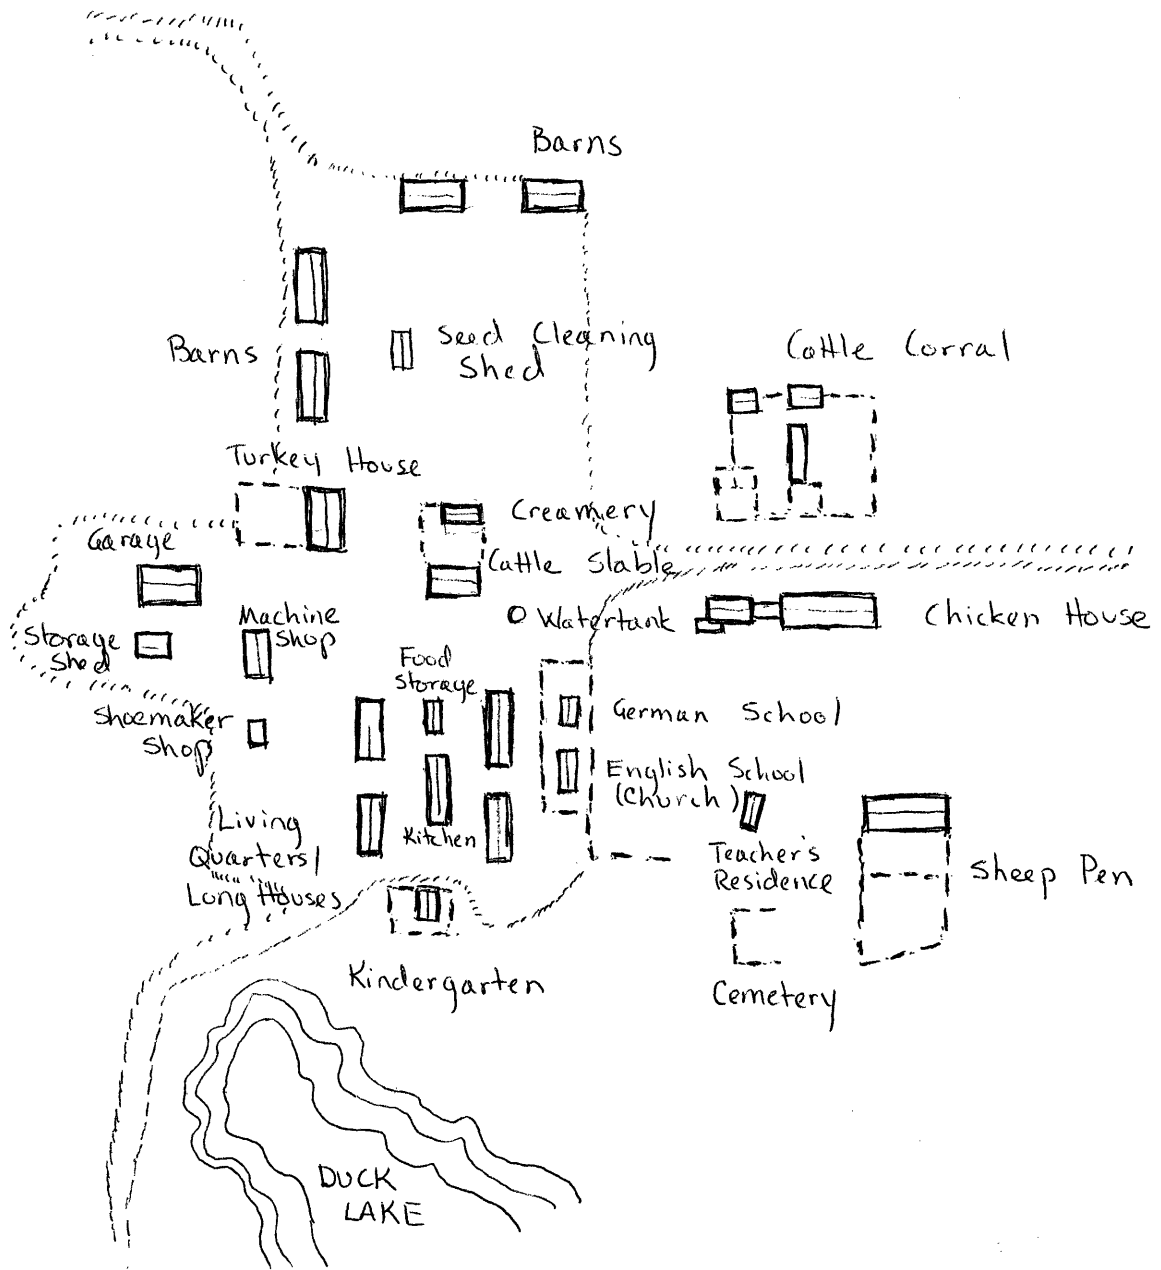 Barns
Seed Cleaning
Shed
Barns
Cattle Corral
Turkey House
Creamery
Garage
Cattle Slable
Machine
Shop
Watertank
Chicken House
Storage
Shed
Food
Storage
Shoemaker
Shop
German School
English School
(Church)
Living
Quarters/
Long Houses
Kitchen
Teacher's
Residence
Sheep Pen
Kindergarten
Cemetery
DUCK
LAKE